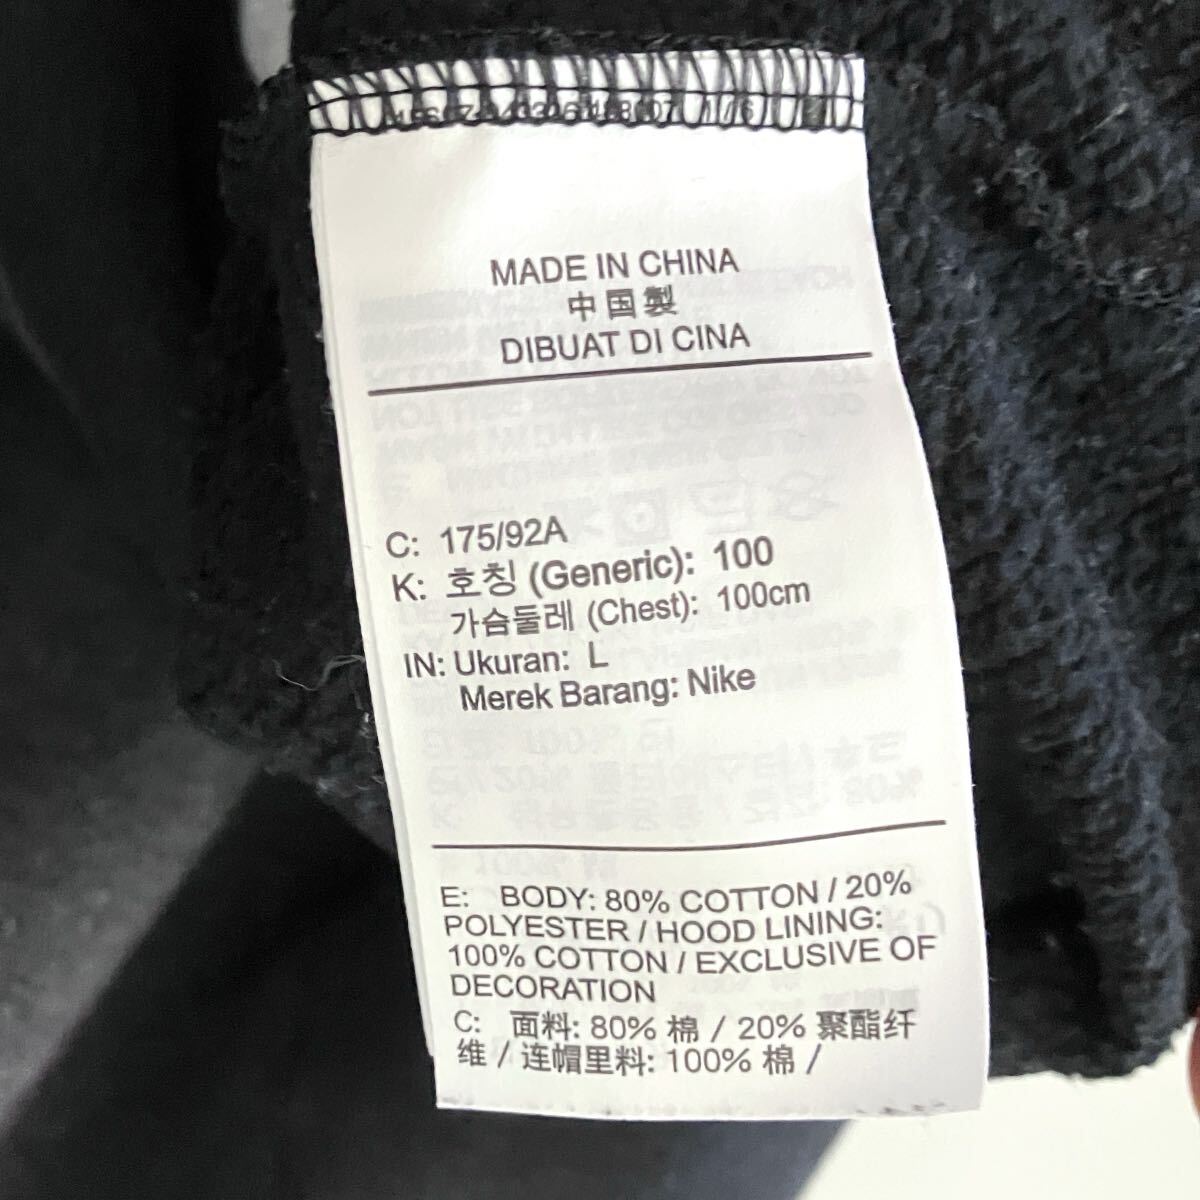 MADE IN CHINA
中国製
DIBUAT DI CINA
C: 175/92A
K: 호칭 (Generic): 100
가슴둘레 (Chest): 100cm
IN: Ukuran: L
Merek Barang: Nike
E: BODY: 80% COTTON / 20%
POLYESTER / HOOD LINING:
100% COTTON / EXCLUSIVE OF
DECORATION
C: 面料: 80% 棉 / 20% 聚酯纤
维 / 连帽里料: 100% 棉 /